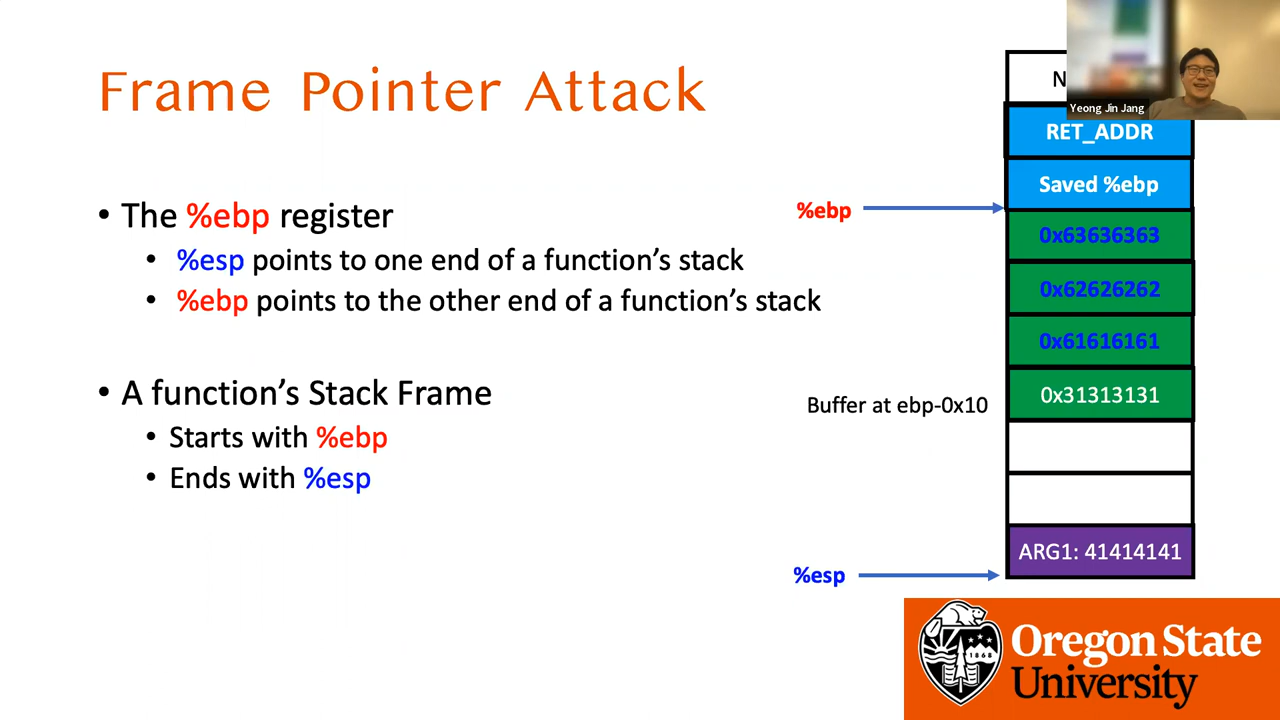 Frame Pointer Attack
• The %ebp register
• %esp points to one end of a function's stack
• %ebp points to the other end of a function's stack
• A function's Stack Frame
• Starts with %ebp
• Ends with %esp
Yeong Jin Jang
RET_ADDR
Saved %ebp
%ebp
0x63636363
0x62626262
0x61616161
Buffer at ebp-0x10
0x31313131
ARG1: 41414141
%esp
1868
Oregon State
University